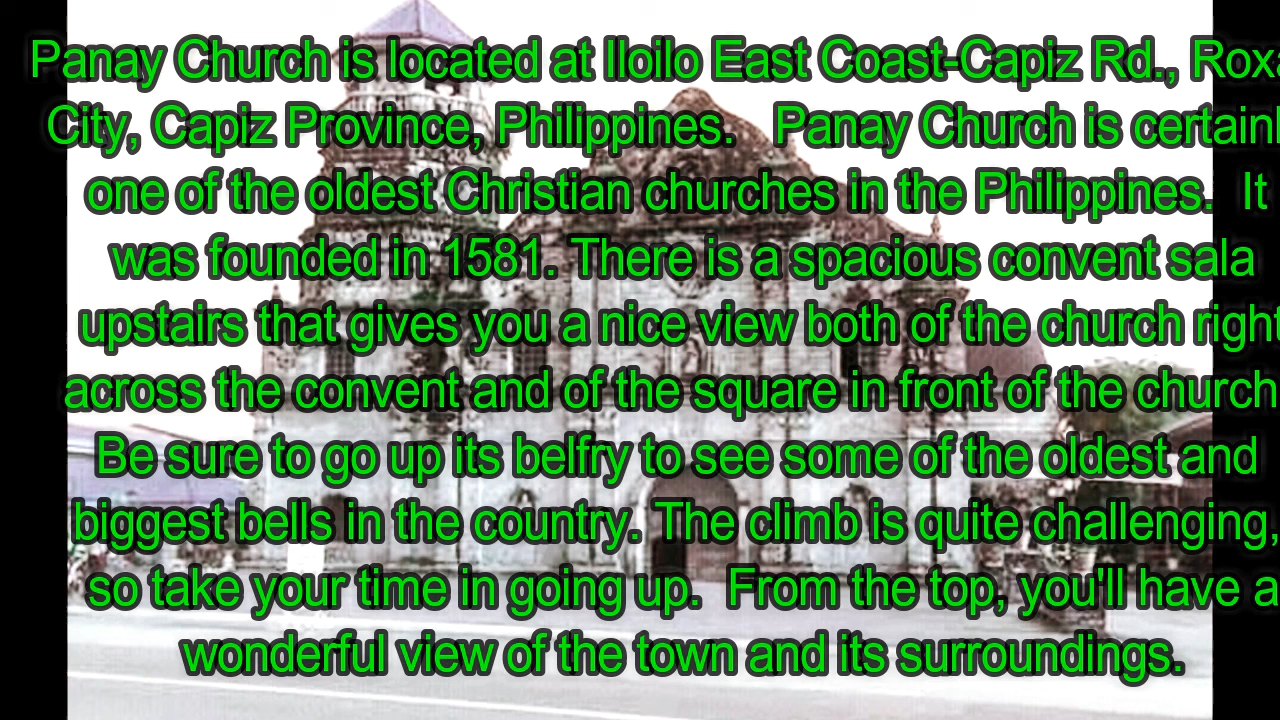 Panay Church is located at Iloilo East Coast-Capiz Rd.,
City, Capiz Province, Philippines. Panay Church is
one of the oldest Christian churches in the Philippines. It
was founded in 1581. There is a spacious convent sala
upstairs that gives you a nice view both of the church right
across the convent and of the square in front of the church
Be sure to go up its belfry to see some of the oldest and
biggest bells in the country. The climb is quite challenging,
so take your time in going up. From the top, you'll have a
wonderful view of the town and its surroundings.